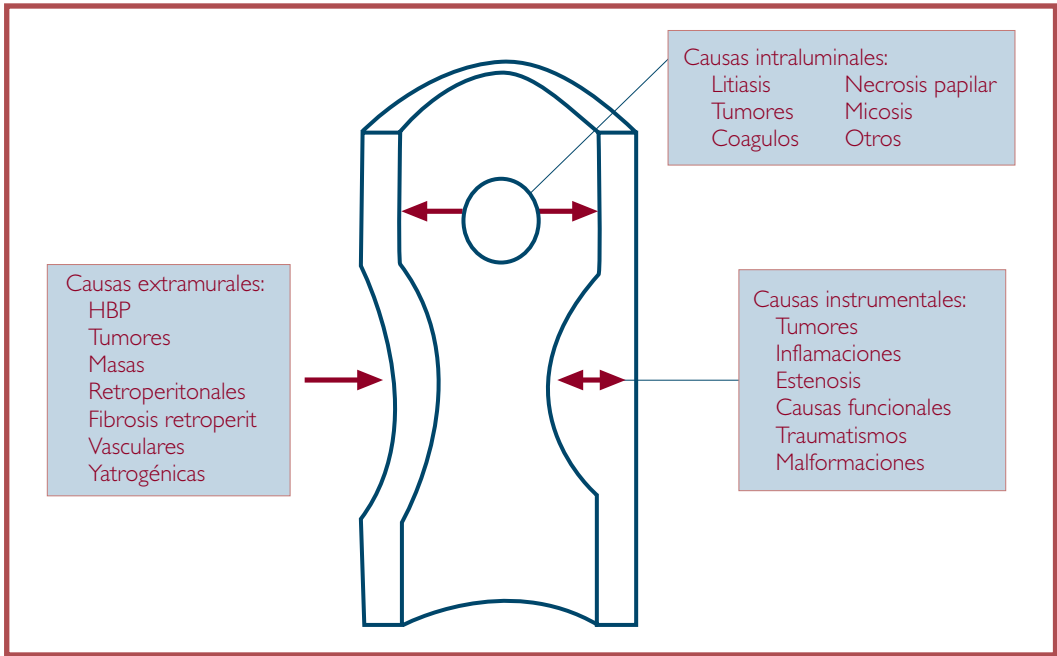 Causas intraluminales:
Litiasis Necrosis papilar
Tumores Micosis
Coagulos Otros
Causas extramurales:
HBP
Tumores
Masas
Retroperitonales
Fibrosis retroperit
Vasculares
Yatrogénicas
Causas instrumentales:
Tumores
Inflamaciones
Estenosis
Causas funcionales
Traumatismos
Malformaciones